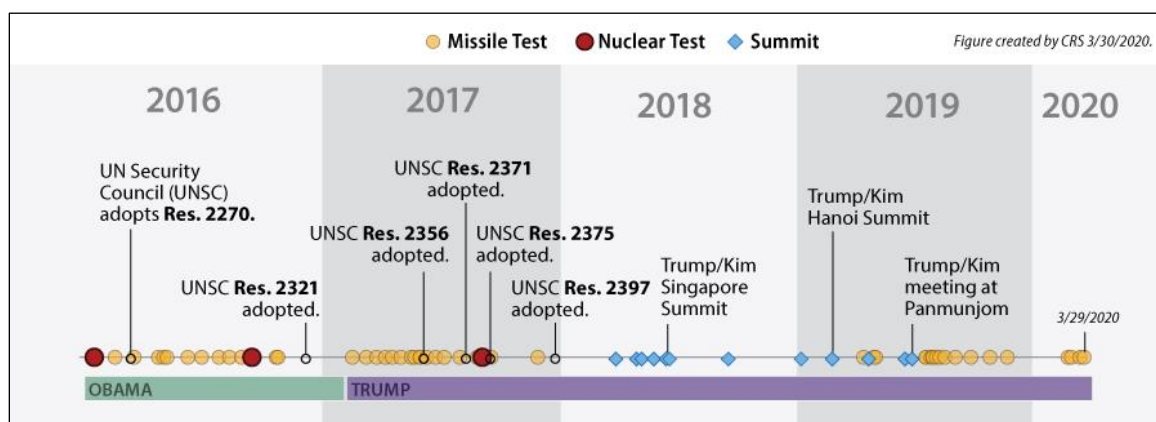 Missile Test Nuclear Test Summit Figure created by CRS 3/30/2020.
2016 2017 2018 2019 2020
UN Security
Council (UNSC)
adopts Res. 2270.
UNSC Res. 2321
adopted.
UNSC Res. 2356
adopted.
UNSC Res. 2371
adopted.
UNSC Res. 2375
adopted.
UNSC Res. 2397
adopted.
Trump/Kim
Singapore
Summit
Trump/Kim
Hanoi Summit
Trump/Kim
meeting at
Panmunjom
3/29/2020
OBAMA TRUMP